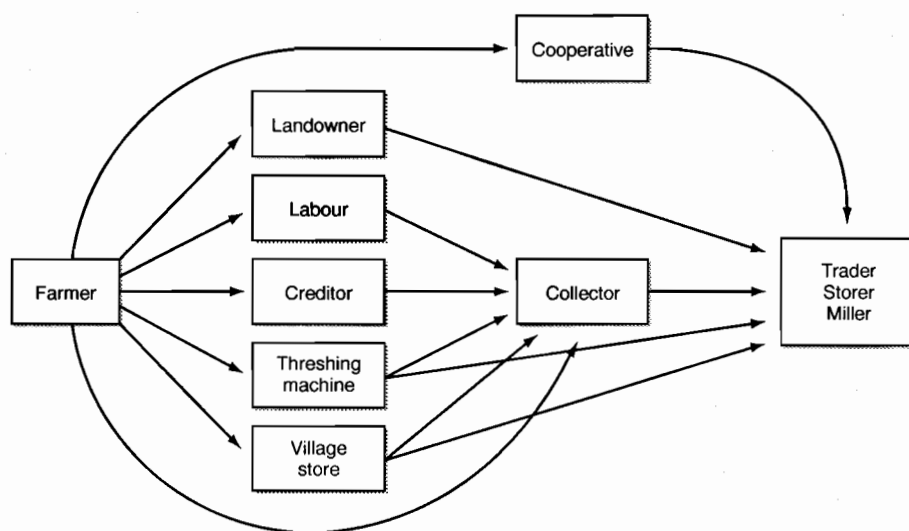 Cooperative
Landowner
Labour
Farmer
Creditor
Collector
Trader
Storer
Miller
Threshing
machine
Village
store